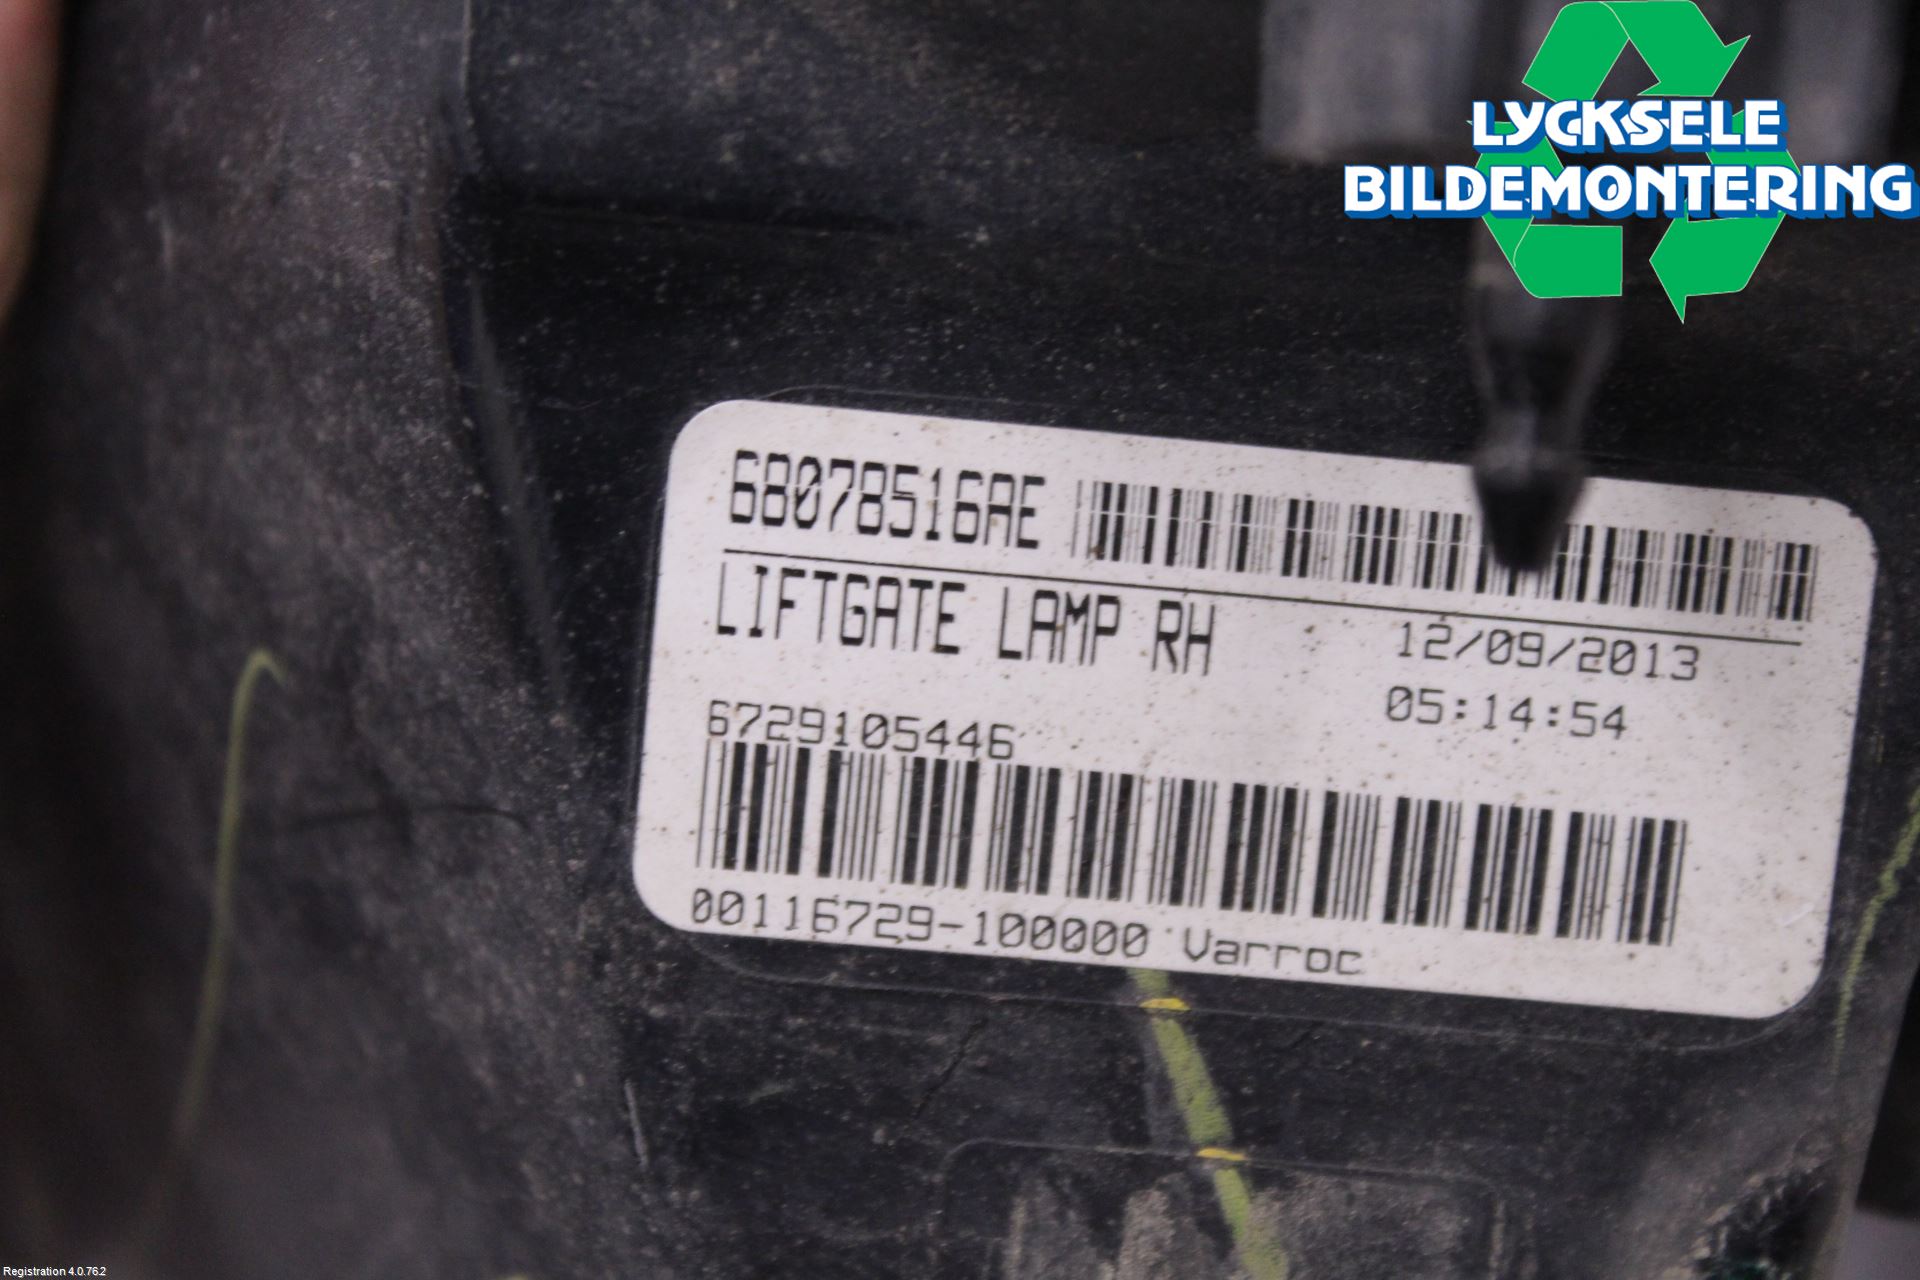 LYCKSELE
BILDEMONTERING
68078516AE
LIFTGATE LAMP RH
12/09/2013
05:14:54
6729105446
00116729-100000 Varroc
Registration 4.0.76.2